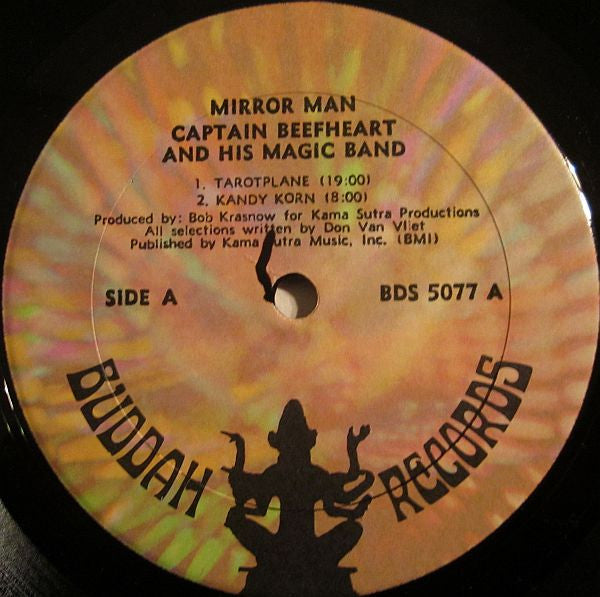 MIRROR MAN
CAPTAIN BEEFHEART
AND HIS MAGIC BAND
1. TAROTPLANE (19:00)
2. KANDY KORN (8:00)
Produced by: Bob Krasnow for Kama Sutra Productions
All selections written by Don Van Vliet
Published by Kama Sutra Music, Inc. (BMI)
SIDE A
BDS 5077 A
BUDDAH RECORDS